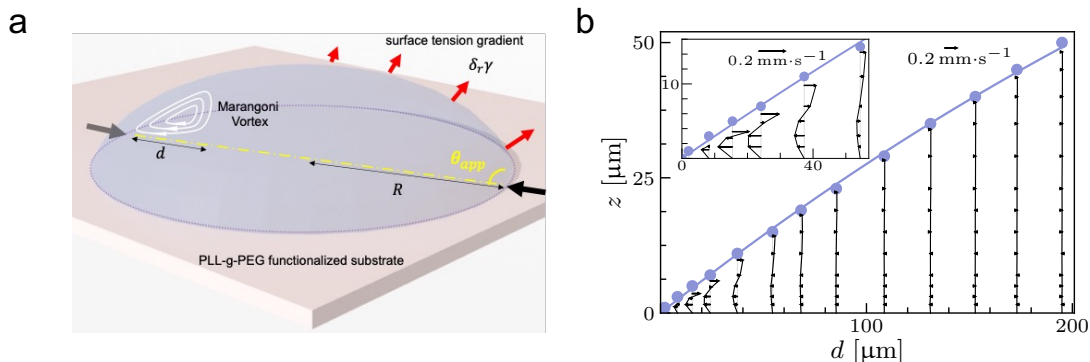 a
surface tension gradient
δᵣγ
Marangoni
Vortex
d
R
θapp
PLL-g-PEG functionalized substrate
b
50
25
0
z [μm]
10
0
0.2 mm·s⁻¹
0 40
0.2 mm·s⁻¹
100 200
d [μm]